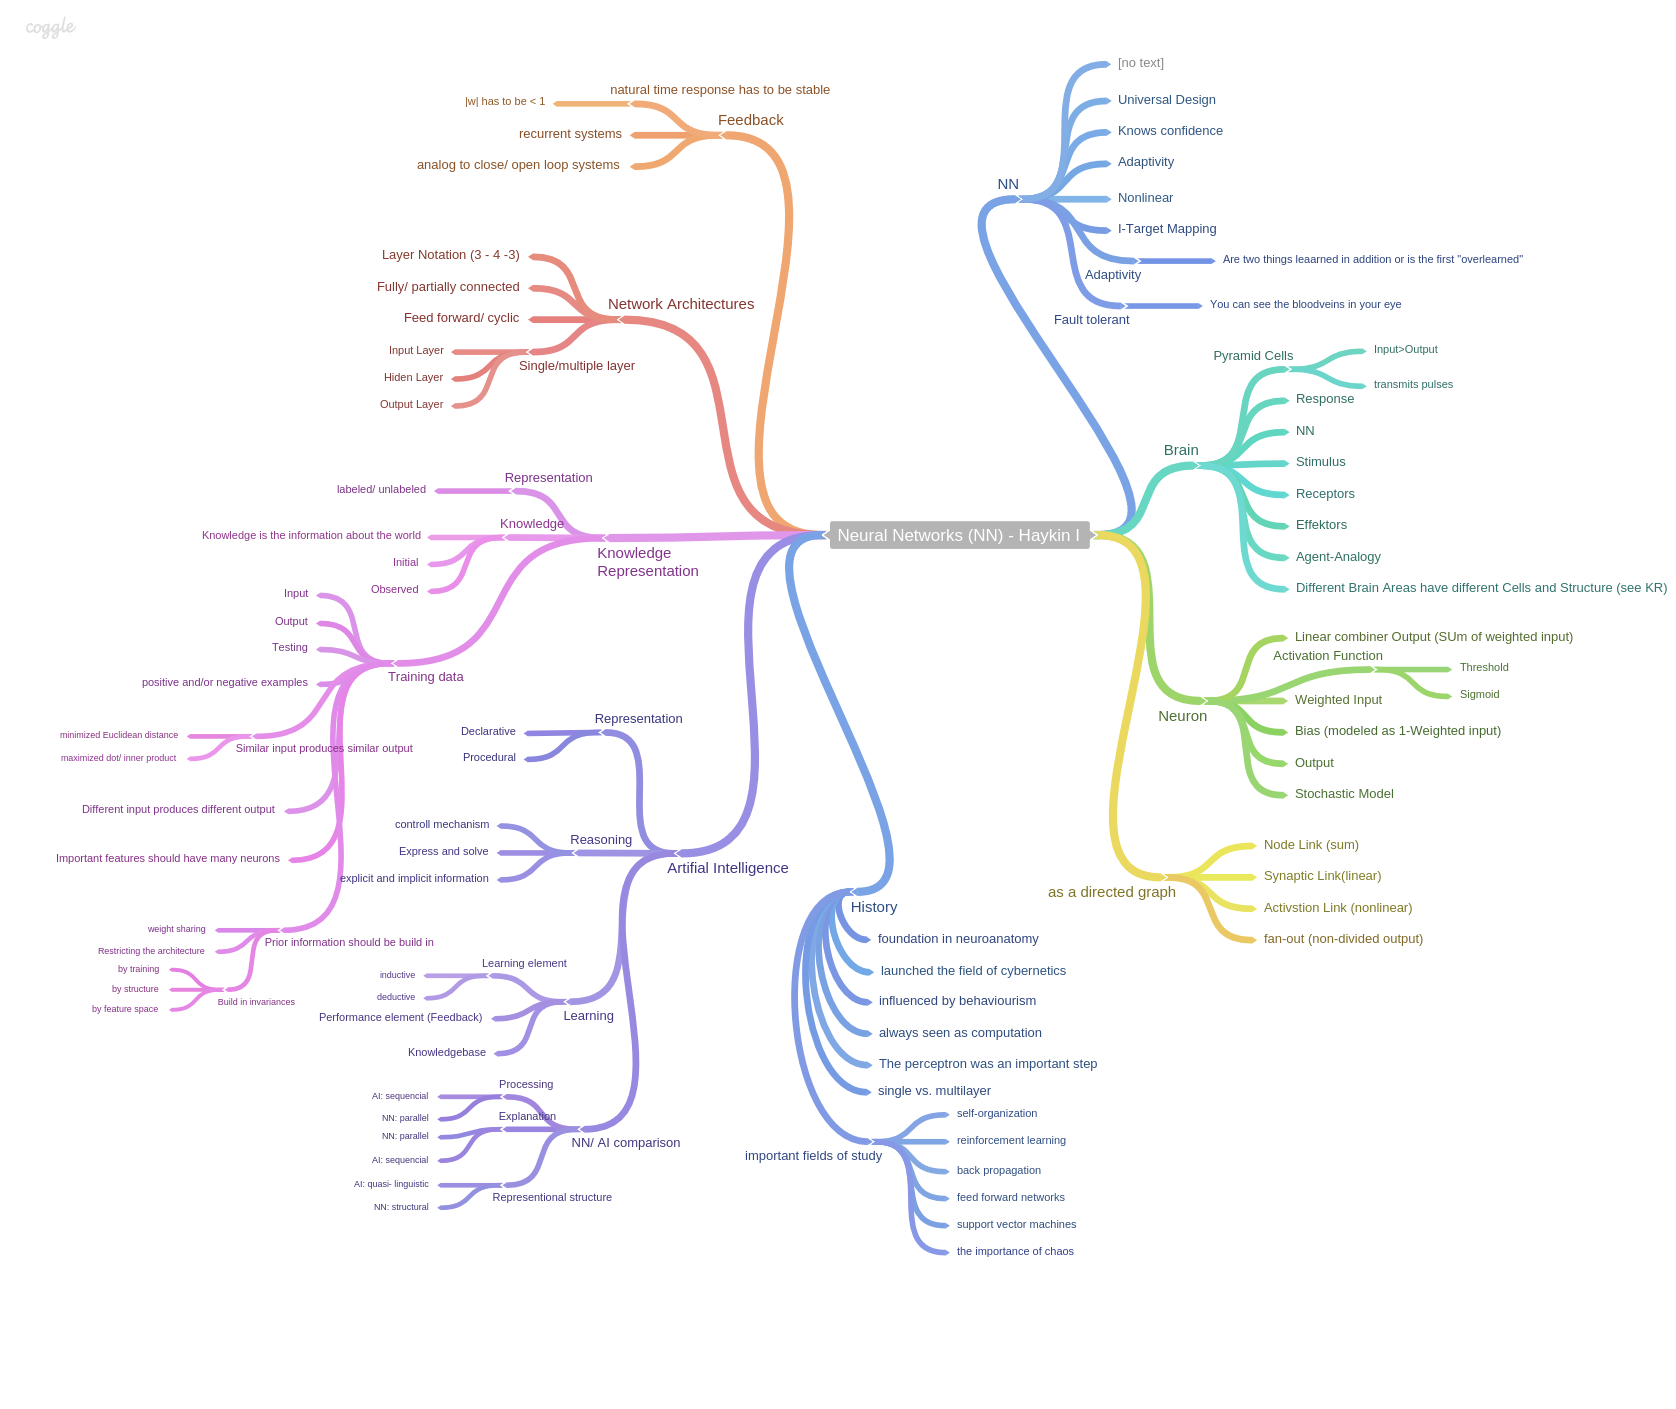 coggle
Neural Networks (NN) - Haykin I
Feedback
natural time response has to be stable
|w| has to be < 1
recurrent systems
analog to close/ open loop systems
Network Architectures
Layer Notation (3 - 4 -3)
Fully/ partially connected
Feed forward/ cyclic
Single/multiple layer
Input Layer
Hiden Layer
Output Layer
Knowledge
Representation
Representation
labeled/ unlabeled
Knowledge
Knowledge is the information about the world
Initial
Observed
Training data
Input
Output
Testing
positive and/or negative examples
Similar input produces similar output
minimized Euclidean distance
maximized dot/ inner product
Different input produces different output
Important features should have many neurons
Prior information should be build in
weight sharing
Restricting the architecture
Build in invariances
by training
by structure
by feature space
Artifial Intelligence
Representation
Declarative
Procedural
Reasoning
controll mechanism
Express and solve
explicit and implicit information
Learning
Learning element
inductive
deductive
Performance element (Feedback)
Knowledgebase
NN/ AI comparison
Processing
AI: sequencial
NN: parallel
Explanation
NN: parallel
AI: sequencial
Representional structure
AI: quasi- linguistic
NN: structural
History
foundation in neuroanatomy
launched the field of cybernetics
influenced by behaviourism
always seen as computation
The perceptron was an important step
single vs. multilayer
important fields of study
self-organization
reinforcement learning
back propagation
feed forward networks
support vector machines
the importance of chaos
NN
[no text]
Universal Design
Knows confidence
Adaptivity
Nonlinear
I-Target Mapping
Adaptivity
Are two things leaarned in addition or is the first "overlearned"
Fault tolerant
You can see the bloodveins in your eye
Brain
Pyramid Cells
Input>Output
transmits pulses
Response
NN
Stimulus
Receptors
Effektors
Agent-Analogy
Different Brain Areas have different Cells and Structure (see KR)
Neuron
Linear combiner Output (SUm of weighted input)
Activation Function
Threshold
Sigmoid
Weighted Input
Bias (modeled as 1-Weighted input)
Output
Stochastic Model
as a directed graph
Node Link (sum)
Synaptic Link(linear)
Activstion Link (nonlinear)
fan-out (non-divided output)